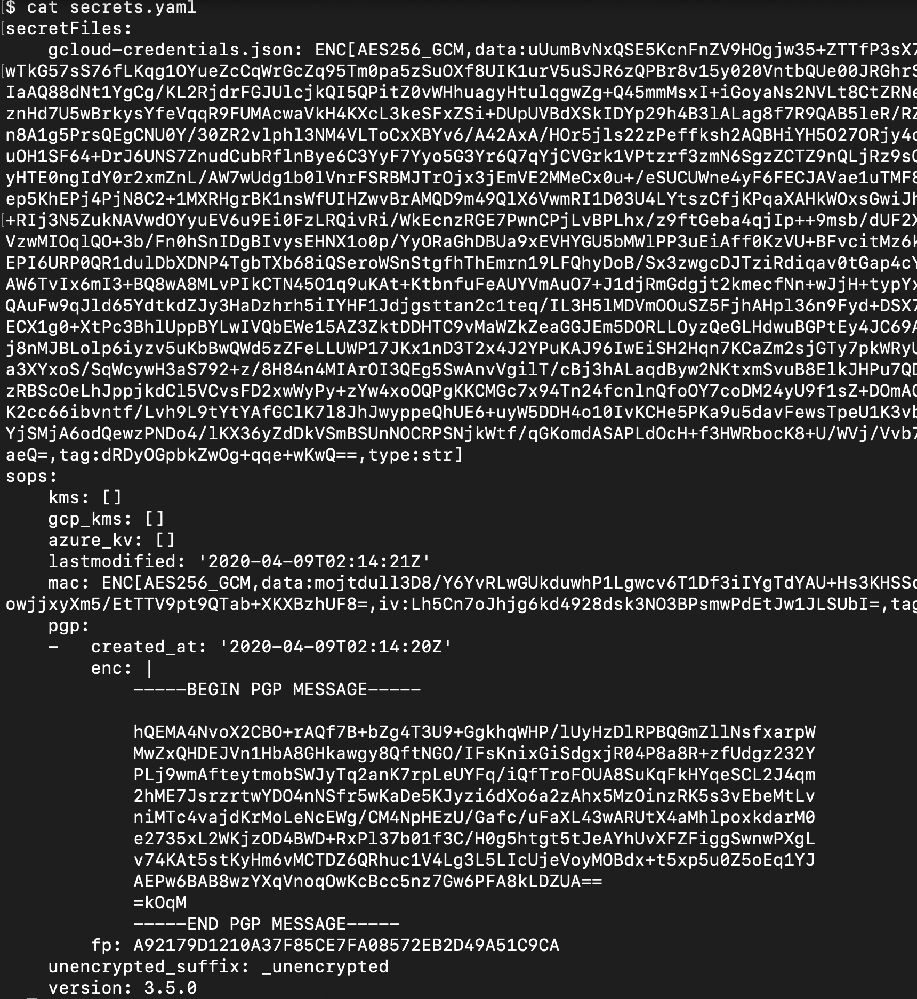 $ cat secrets.yaml
secretFiles:
    gcloud-credentials.json: ENC[AES256_GCM,data:uUumBvNxQSE5KcnFnZV9HOgjw35+ZTTfP3sX7
wTkG57sS76fLKqg1OYueZcCqWrGcZq95Tm0pa5zSuOXf8UIK1urV5uSJR6zQPBr8v15y020VntbQUe00JRGhrS
IaAQ88dNt1YgCg/KL2RjdrFGJUlcjkQI5QPitZ0vWHhuagyHtulqgwZg+Q45mmMsxI+iGoyaNs2NVLt8CtZRNe
znHd7U5wBrkysYfeVqqR9FUMAcwaVkH4KXcL3keSFxZSi+DUpUVBdXSkIDYp29h4B3lALag8f7R9QAB5leR/RZ
n8A1g5PrsQEgCNU0Y/30ZR2vlphl3NM4VLToCxXBYv6/A42AxA/HOr5jls22zPeffksh2AQBHiYH5O27ORjy4c
uOH1SF64+DrJ6UNS7ZnudCubRflnBye6C3YyF7Yyo5G3Yr6Q7qYjCVGrk1VPtzrf3zmN6SgzZCTZ9nQLjRz9sC
yHTE0ngIdY0r2xmZnL/AW7wUdg1b0lVnrFSRBMJTrOjx3jEmVE2MMeCx0u+/eSUCUWne4yF6FECJAVae1uTMF8
ep5KhEPj4PjN8C2+1MXRHgrBK1nsWfUIHZwvBrAMQD9m49QlX6VwmRI1D03U4LYtszCfjKPqaXAHkWOxsGwiJh
+RIj3N5ZukNAVwdOYyuEV6u9Ei0FzLRQivRi/WkEcnzRGE7PwnCPjLvBPLhx/z9ftGeba4qjIp++9msb/dUF2X
VzwMIOqlQO+3b/Fn0hSnIDgBIvysEHNX1o0p/YyORaGhDBUa9xEVHYGU5bMWlPP3uEiAff0KzVU+BFvcitMz6k
EPI6URP0QR1dulDbXDNP4TgbTXb68iQSeroWSnStgfhThEmrn19LFQhyDoB/Sx3zwgcDJTziRdiqav0tGap4cY
AW6TvIx6mI3+BQ8wA8MLvPIkCTN45O1q9uKAt+KtbnfuFeAUYVmAuO7+J1djRmGdgjt2kmecfNn+wJjH+typYx
QAuFw9qJld65YdtkdZJy3HaDzhrh5iIYHF1Jdjgsttan2c1teq/IL3H5lMDVmOOuSZ5FjhAHpl36n9Fyd+DSX7
ECX1g0+XtPc3BhlUppBYLwIVQbEWe15AZ3ZktDDHTC9vMaWZkZeaGGJEm5DORLLOyzQeGLHdwuBGPtEy4JC69A
j8nMJBLolp6iyzv5uKbBwQWd5zZFeLLUWP17JKx1nD3T2x4J2YPuKAJ96IwEiSH2Hqn7KCaZm2sjGTy7pkWRyU
a3XYxoS/SqWcywH3aS792+z/8H84n4MIArOI3QEg5SwAnvVgilT/cBj3hALaqdByw2NKtxmSvuB8ElkJHPu7QD
zRBScOeLhJppjkdCl5VCvsFD2xwWyPy+zYw4xoOQPgKKCMGc7x94Tn24fcnlnQfoOY7coDM24yU9f1sZ+DOmAC
K2cc66ibvntf/Lvh9L9tYtYAfGClK7l8JhJwyppeQhUE6+uyW5DDH4o10IvKCHe5PKa9u5davFewsTpeU1K3vb
YjSMjA6odQewzPNDo4/lKX36yZdDkVSmBSUnNOCRPSNjkWtf/qGKomdASAPLdOcH+f3HWRbocK8+U/WVj/Vvb7
aeQ=,tag:dRDyOGpbkZwOg+qqe+wKwQ==,type:str]
sops:
    kms: []
    gcp_kms: []
    azure_kv: []
    lastmodified: '2020-04-09T02:14:21Z'
    mac: ENC[AES256_GCM,data:mojtdull3D8/Y6YvRLwGUkduwhP1Lgwcv6T1Df3iIYgTdYAU+Hs3KHSSc
owjjxyXm5/EtTTV9pt9QTab+XKXBzhUF8=,iv:Lh5Cn7oJhjg6kd4928dsk3NO3BPsmwPdEtJw1JLSUbI=,tag
    pgp:
    -   created_at: '2020-04-09T02:14:20Z'
        enc: |
            -----BEGIN PGP MESSAGE-----

            hQEMA4NvoX2CBO+rAQf7B+bZg4T3U9+GgkhqWHP/lUyHzDlRPBQGmZllNsfxarpW
            MwZxQHDEJVn1HbA8GHkawgy8QftNGO/IFsKnixGiSdgxjR04P8a8R+zfUdgz232Y
            PLj9wmAfteytmobSWJyTq2anK7rpLeUYFq/iQfTroFOUA8SuKqFkHYqeSCL2J4qm
            2hME7JsrzrtwYDO4nNSfr5wKaDe5KJyzi6dXo6a2zAhx5MzOinzRK5s3vEbeMtLv
            niMTc4vajdKrMoLeNcEWg/CM4NpHEzU/Gafc/uFaXL43wARUtX4aMhlpoxkdarM0
            e2735xL2WKjzOD4BWD+RxPl37b01f3C/H0g5htgt5tJeAYhUvXFZFiggSwnwPXgL
            v74KAt5stKyHm6vMCTDZ6QRhuc1V4Lg3L5LIcUjeVoyMOBdx+t5xp5u0Z5oEq1YJ
            AEPw6BAB8wzYXqVnoqOwKcBcc5nz7Gw6PFA8kLDZUA==
            =kOqM
            -----END PGP MESSAGE-----
        fp: A92179D1210A37F85CE7FA08572EB2D49A51C9CA
    unencrypted_suffix: _unencrypted
    version: 3.5.0